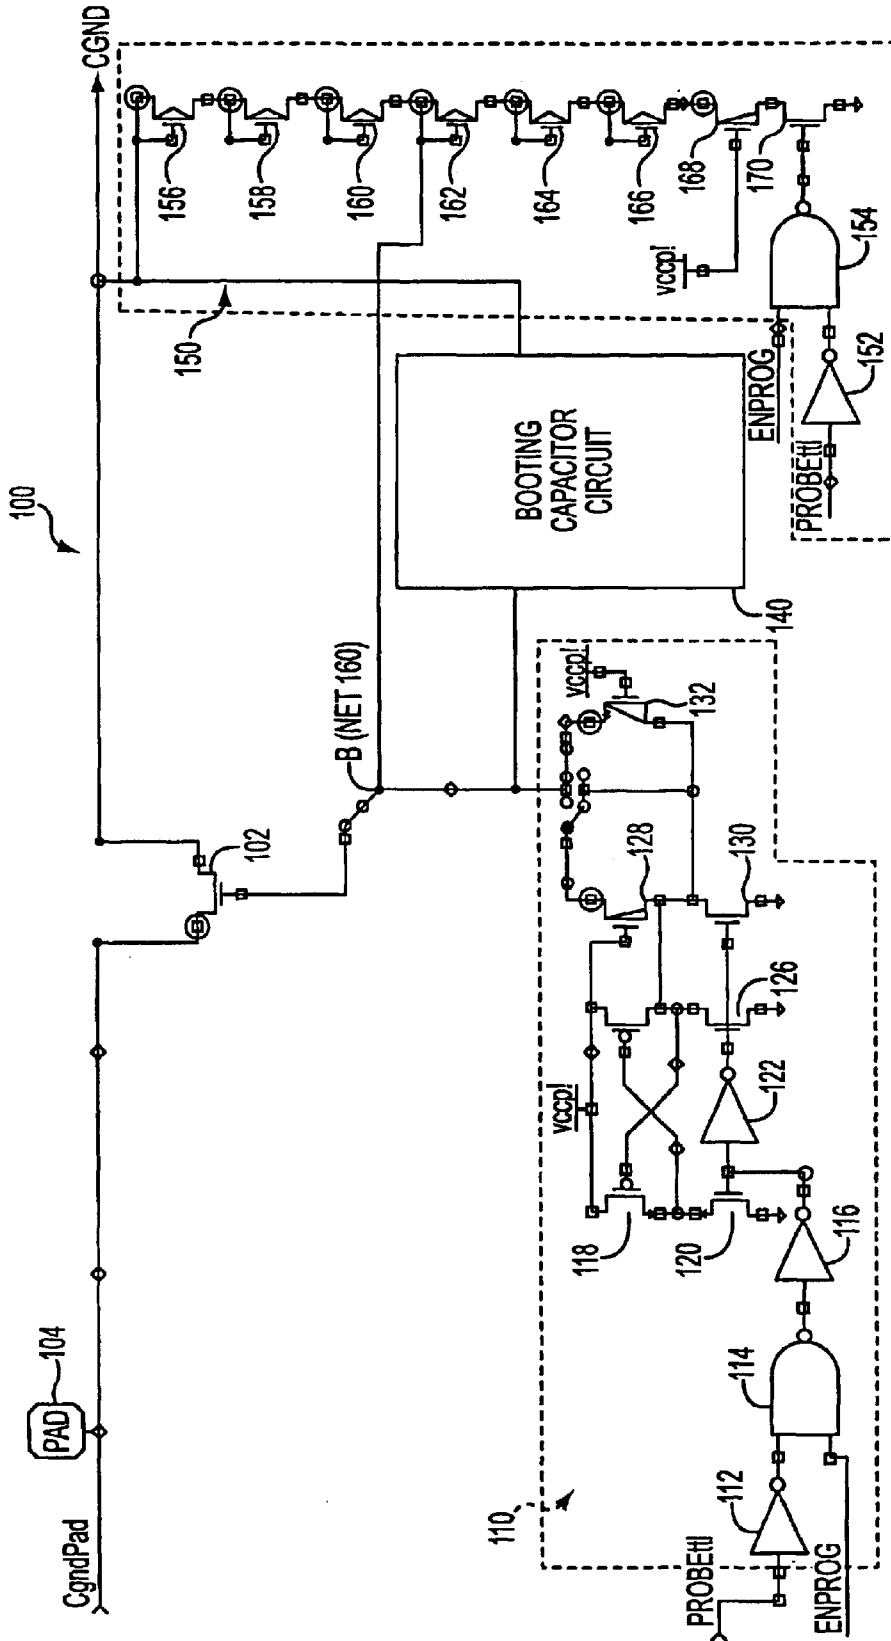 100
CgndPad
PAD
104
102
CGND
B (NET 160)
150
156
158
160
162
164
166
168
170
vccp!
BOOTING
CAPACITOR
CIRCUIT
140
ENPROG
PROBEttl
152
154
110
PROBEttl
ENPROG
112
114
116
118
120
122
vccp!
126
128
130
132
vccp!